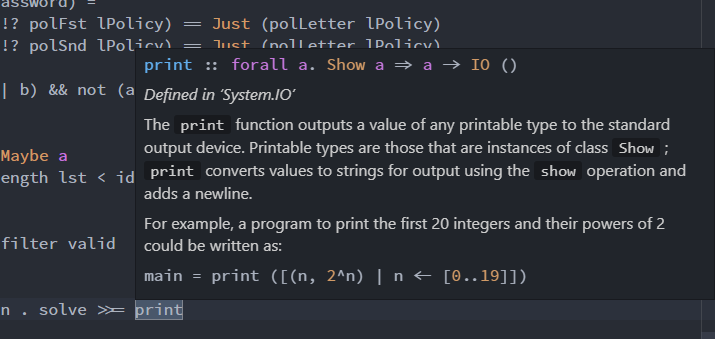 assword) =
!? polFst lPolicy) == Just (polLetter lPolicy)
!? polSnd lPolicy) == Just (polLetter lPolicy)
print :: forall a. Show a => a -> IO ()
Defined in ‘System.IO’
| b) && not (a
The print function outputs a value of any printable type to the standard
output device. Printable types are those that are instances of class Show ;
Maybe a
print converts values to strings for output using the show operation and
ength lst < id
adds a newline.
For example, a program to print the first 20 integers and their powers of 2
filter valid
could be written as:
main = print ([(n, 2^n) | n <- [0..19]])
n . solve >>= print